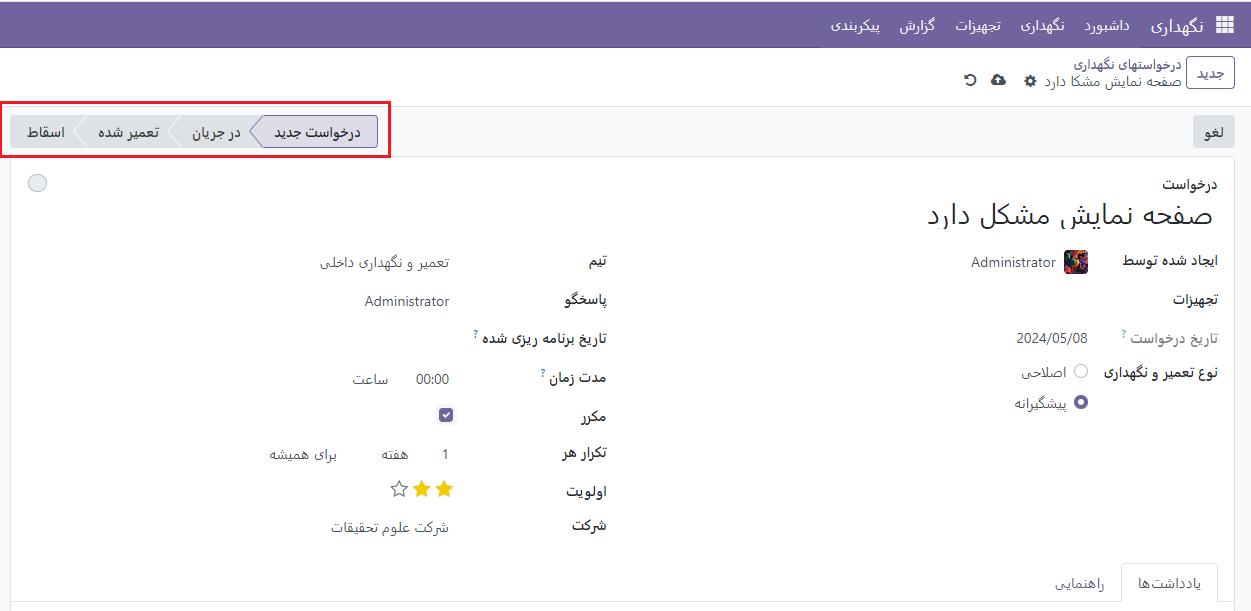 نگهداری داشبورد نگهداری تجهیزات گزارش پیکربندی
جدید
درخواستهای نگهداری
صفحه نمایش مشکا دارد
لغو
درخواست جدید در جریان تعمیر شده اسقاط
درخواست
صفحه نمایش مشکل دارد
ایجاد شده توسط Administrator
تجهیزات
تاریخ درخواست ? 2024/05/08
نوع تعمیر و نگهداری اصلاحی
پیشگیرانه
تیم تعمیر و نگهداری داخلی
پاسخگو Administrator
تاریخ برنامه ریزی شده ?
مدت زمان ? 00:00 ساعت
مکرر
تکرار هر 1 هفته برای همیشه
اولویت
شرکت شرکت علوم تحقیقات
یادداشت‌ها راهنمایی